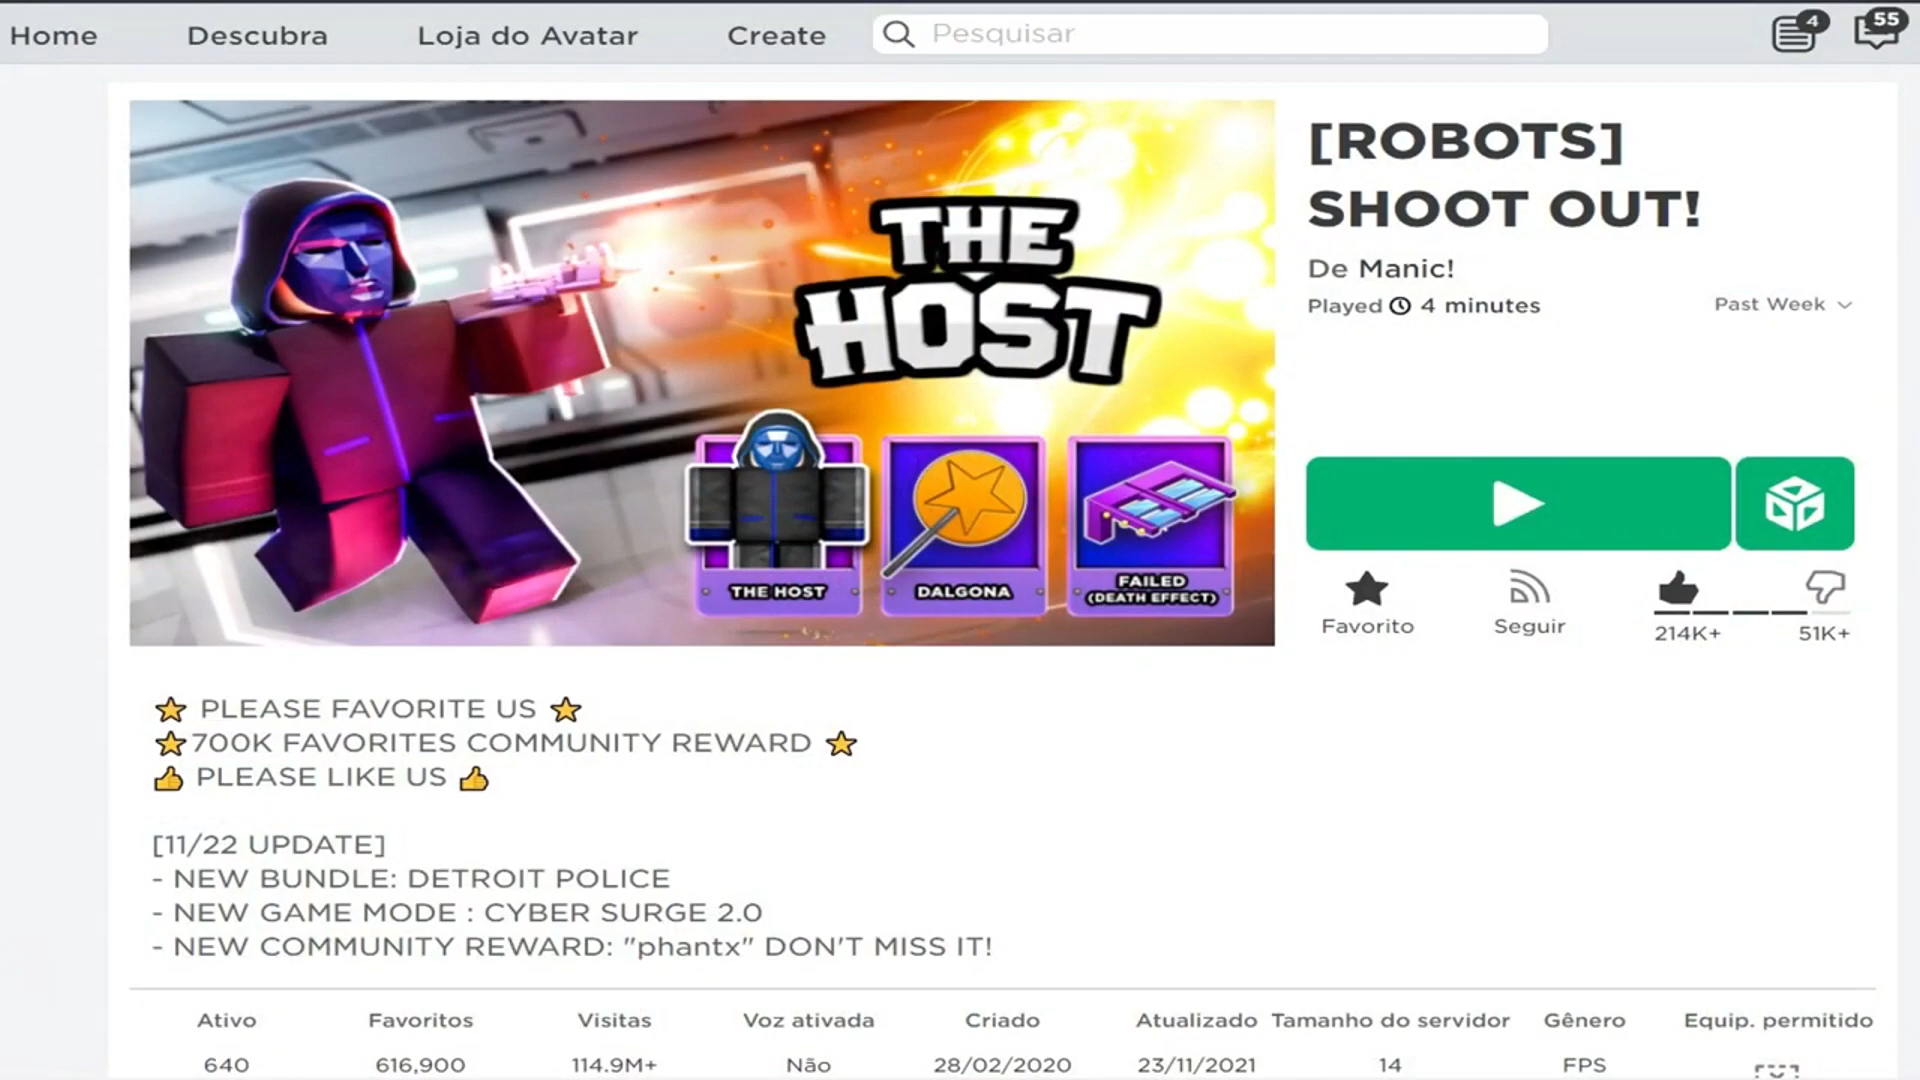 Home Descubra Loja do Avatar Create Pesquisar 4 55
[ROBOTS]
SHOOT OUT!
De Manic!
Played 4 minutes Past Week
THE
HOST
THE HOST
DALGONA
FAILED
(DEATH EFFECT)
Favorito Seguir 214K+ 51K+
⭐ PLEASE FAVORITE US ⭐
⭐700K FAVORITES COMMUNITY REWARD ⭐
👍 PLEASE LIKE US 👍
[11/22 UPDATE]
- NEW BUNDLE: DETROIT POLICE
- NEW GAME MODE : CYBER SURGE 2.0
- NEW COMMUNITY REWARD: "phantx" DON'T MISS IT!
Ativo Favoritos Visitas Voz ativada Criado Atualizado Tamanho do servidor Gênero Equip. permitido
640 616,900 114.9M+ Não 28/02/2020 23/11/2021 14 FPS